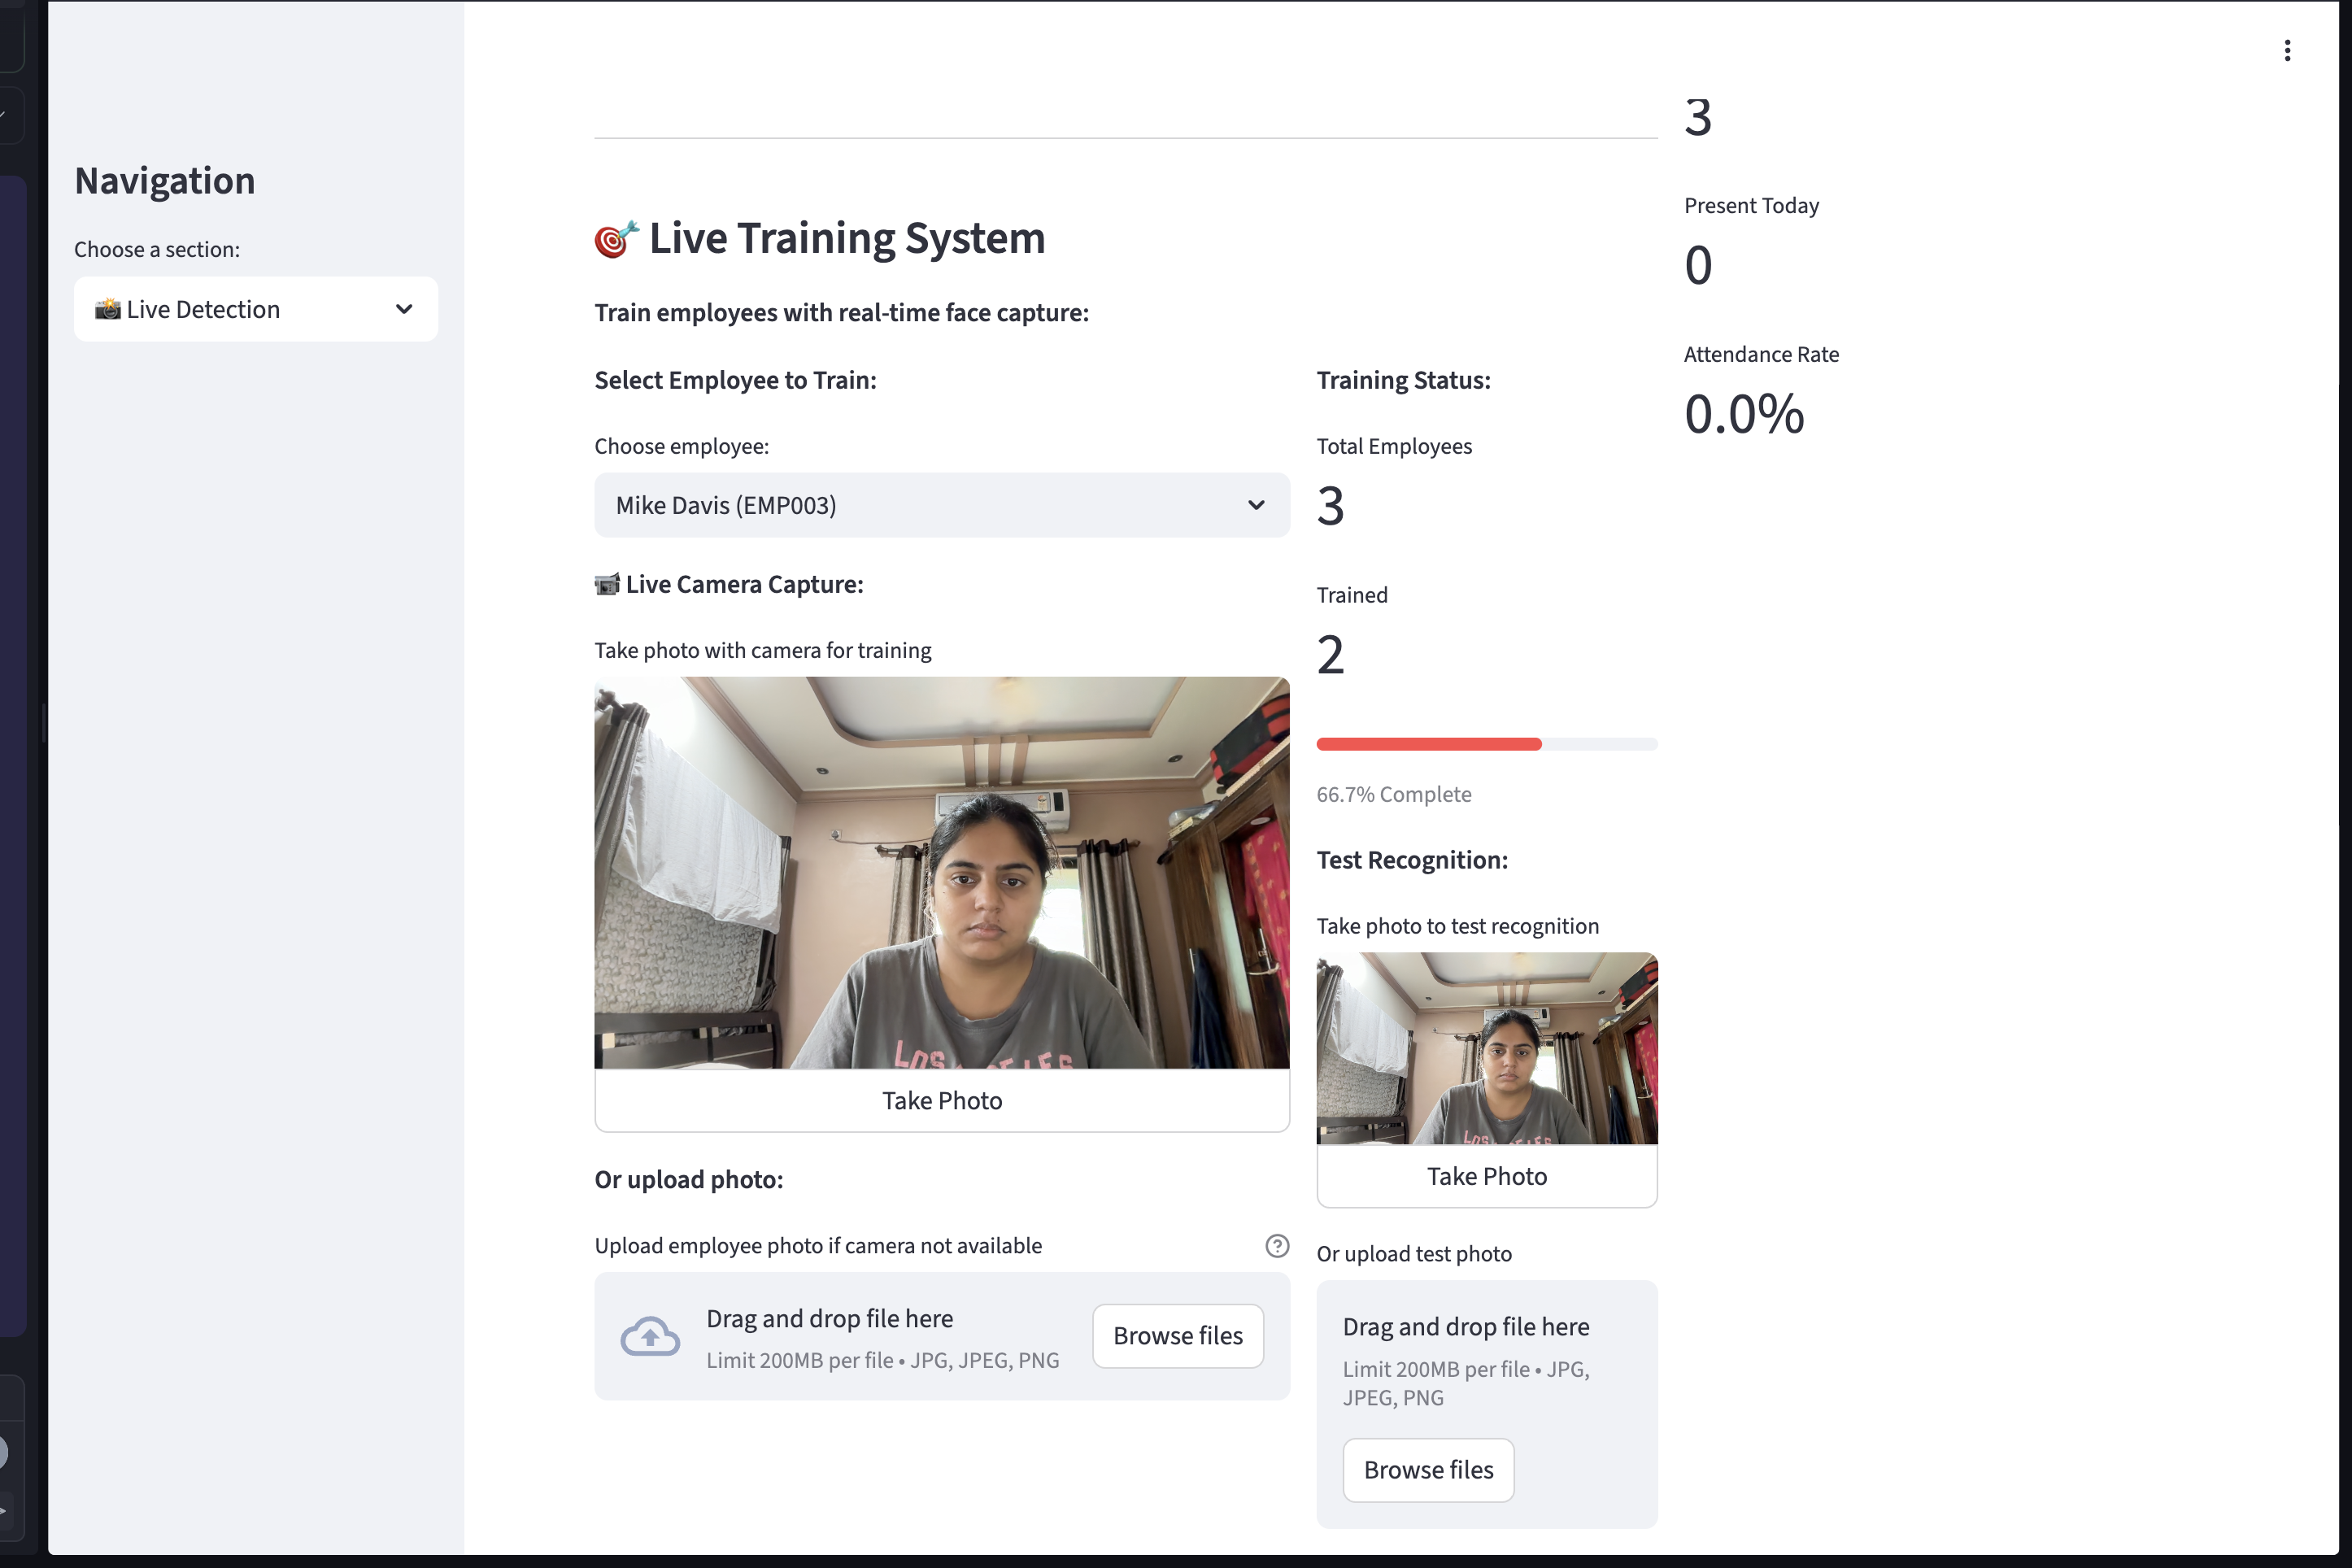 Navigation
Choose a section:
📸 Live Detection
🎯 Live Training System
Train employees with real-time face capture:
Select Employee to Train:
Choose employee:
Mike Davis (EMP003)
📹 Live Camera Capture:
Take photo with camera for training
Take Photo
Or upload photo:
Upload employee photo if camera not available
Drag and drop file here
Limit 200MB per file • JPG, JPEG, PNG
Browse files
Training Status:
Total Employees
3
Trained
2
66.7% Complete
Test Recognition:
Take photo to test recognition
Take Photo
Or upload test photo
Drag and drop file here
Limit 200MB per file • JPG,
JPEG, PNG
Browse files
3
Present Today
0
Attendance Rate
0.0%